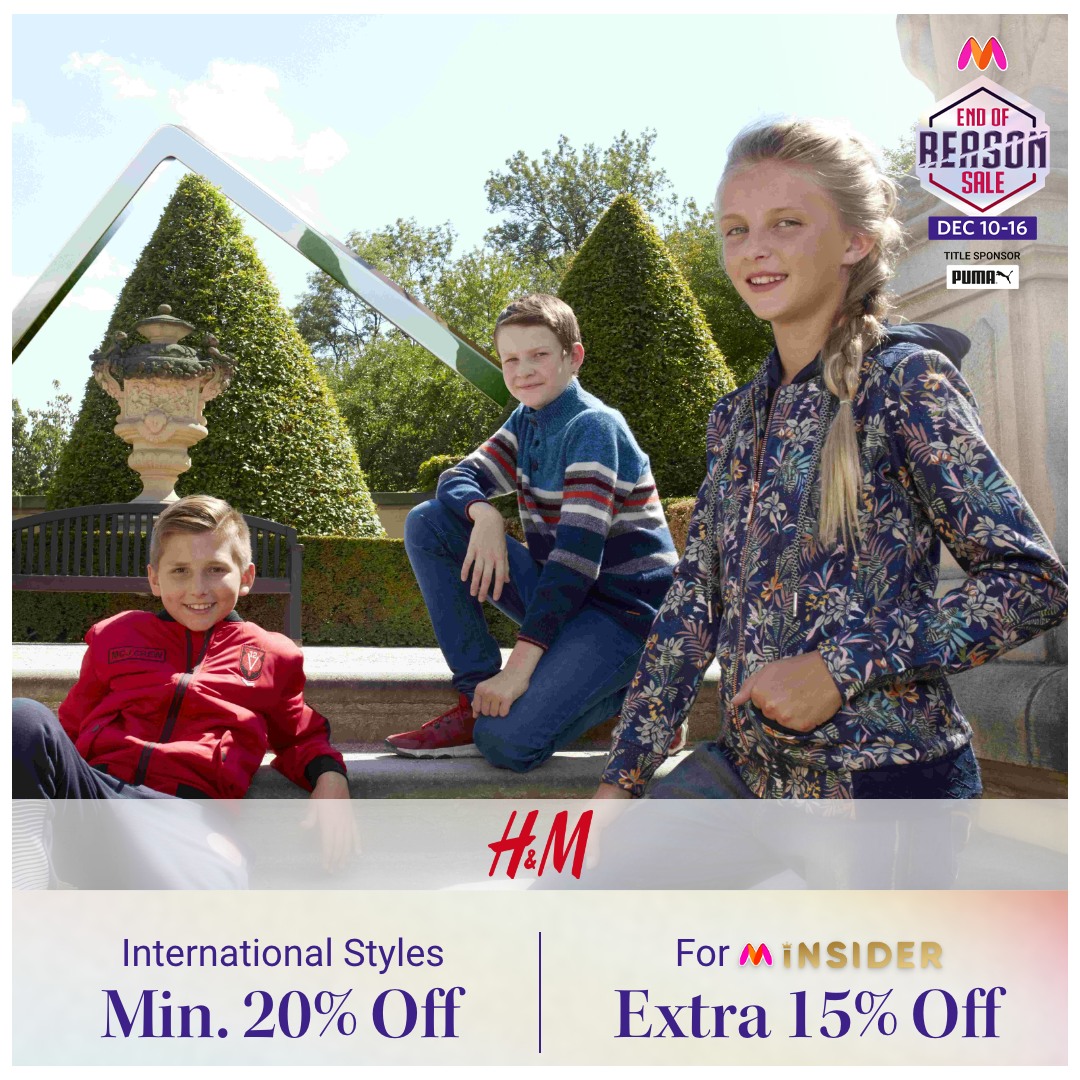 END OF
REASON
SALE
DEC 10-16
TITLE SPONSOR
PUMA
H&M
International Styles
Min. 20% Off
For M INSIDER
Extra 15% Off